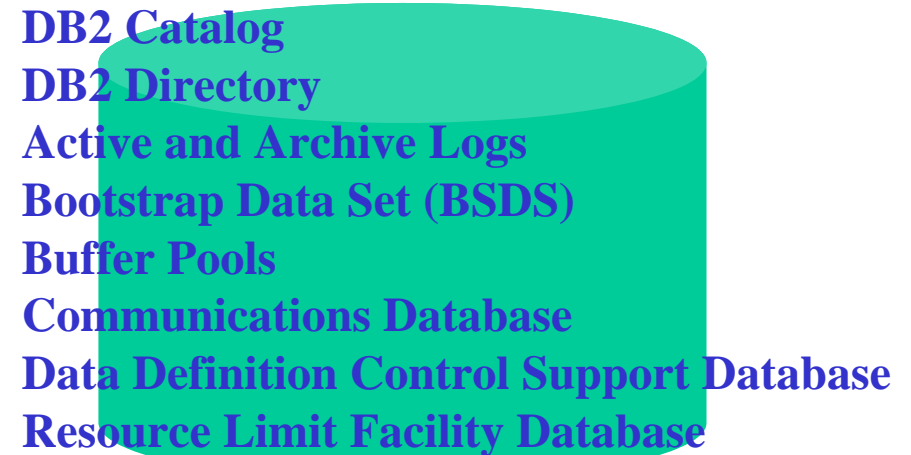 DB2 Catalog
DB2 Directory
Active and Archive Logs
Bootstrap Data Set (BSDS)
Buffer Pools
Communications Database
Data Definition Control Support Database
Resource Limit Facility Database